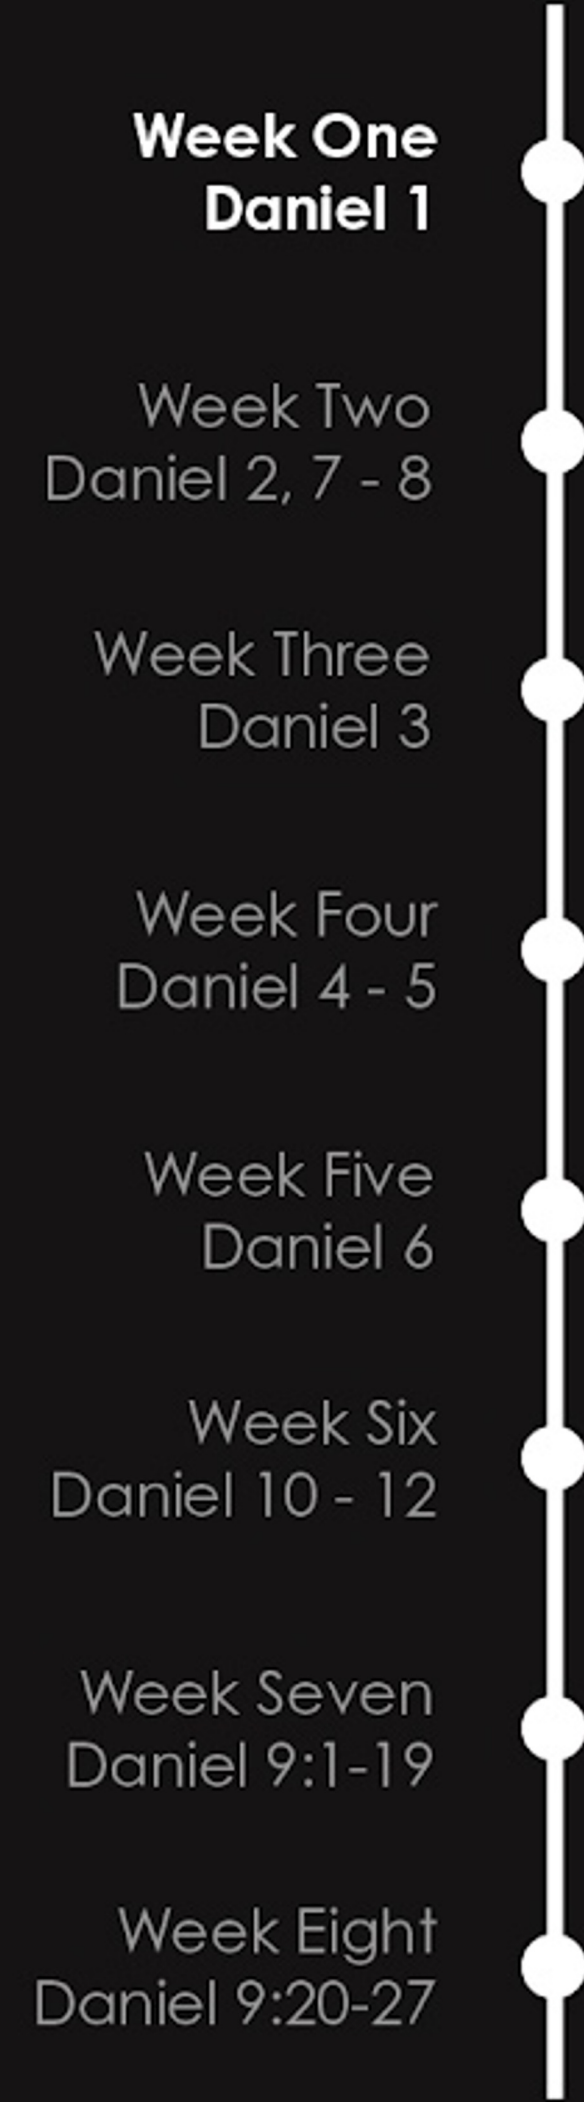 Week One
Daniel 1
Week Two
Daniel 2, 7 - 8
Week Three
Daniel 3
Week Four
Daniel 4 - 5
Week Five
Daniel 6
Week Six
Daniel 10 - 12
Week Seven
Daniel 9:1-19
Week Eight
Daniel 9:20-27